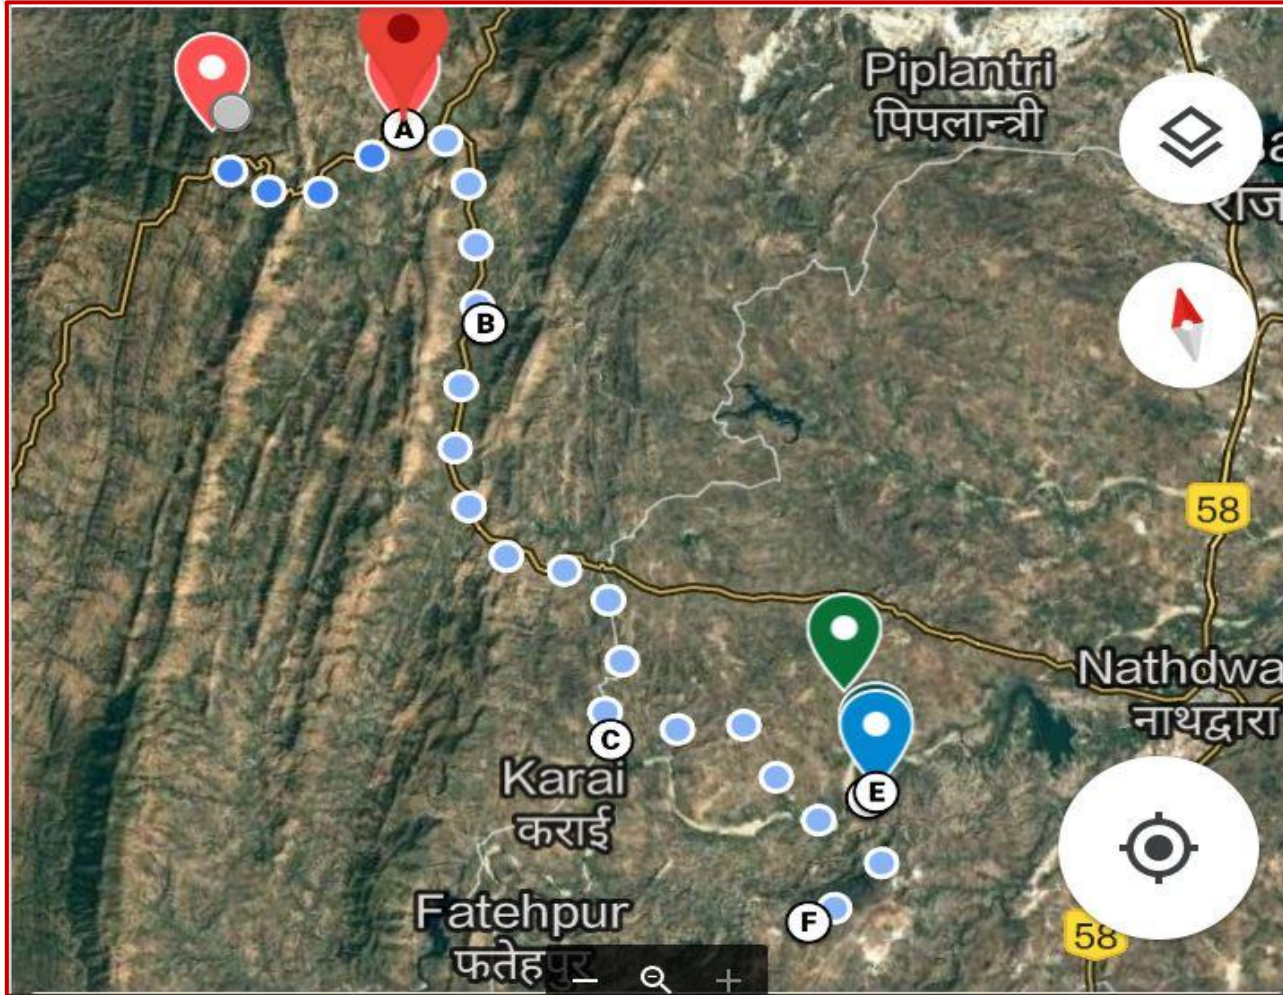 Piplantri
पिपलान्त्री
A
B
58
Nathdwa
नाथद्वारा
C
Karai
कराई
E
Fatehpur
फतेहपुर
F
58